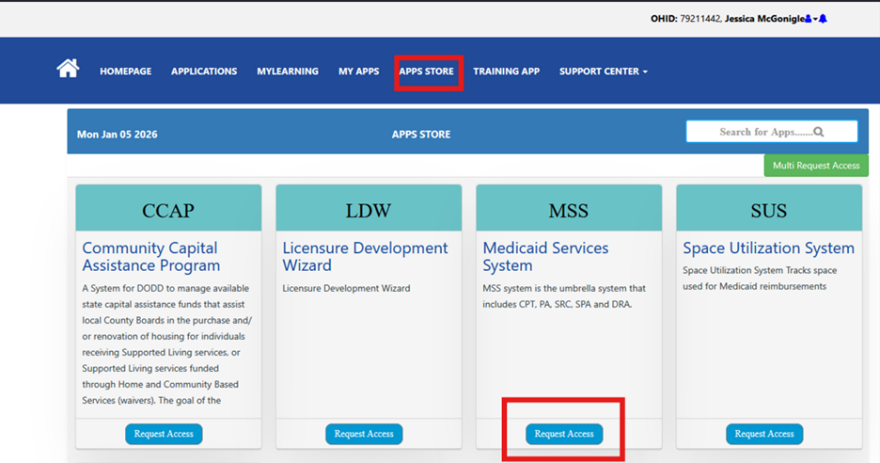 OHID: 79211442, Jessica McGonigle
HOMEPAGE APPLICATIONS MYLEARNING MY APPS APPS STORE TRAINING APP SUPPORT CENTER
Mon Jan 05 2026 APPS STORE Search for Apps......
Multi Request Access
CCAP
Community Capital
Assistance Program
A System for DODD to manage available
state capital assistance funds that assist
local County Boards in the purchase and/
or renovation of housing for individuals
receiving Supported Living services, or
Supported Living services funded
through Home and Community Based
Services (waivers), The goal of the
Request Access
LDW
Licensure Development
Wizard
Licensure Development Wizard
Request Access
MSS
Medicaid Services
System
MSS system is the umbrella system that
includes CPT, PA, SRC, SPA and DRA.
Request Access
SUS
Space Utilization System
Space Utilization System Tracks space
used for Medicaid reimbursements
Request Access